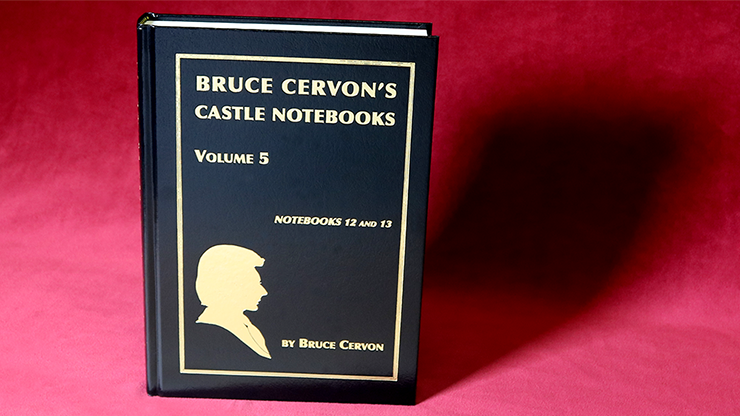 BRUCE CERVON'S
CASTLE NOTEBOOKS
VOLUME 5
NOTEBOOKS 12 AND 13
BY BRUCE CERVON